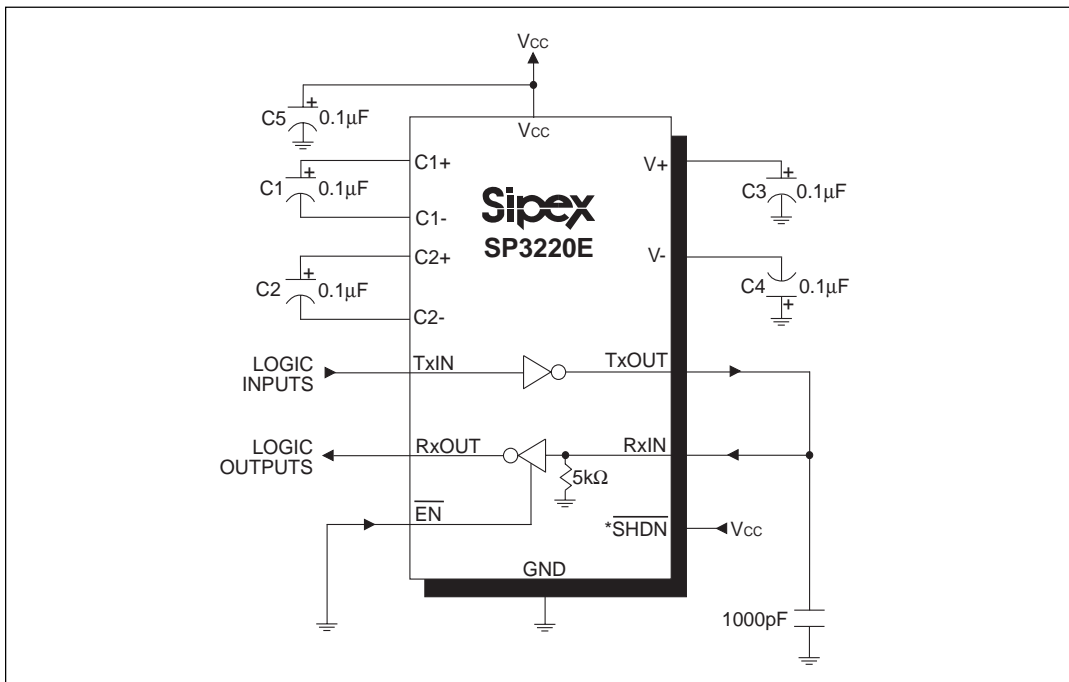 VCC
C5
+
0.1µF
VCC
C1+
V+
C1
+
0.1µF
C3
+
0.1µF
C1-
Sipex
SP3220E
C2+
V-
C2
+
0.1µF
C4
+
0.1µF
C2-
LOGIC
INPUTS
TxIN
TxOUT
LOGIC
OUTPUTS
RxOUT
RxIN
5kΩ
EN
*SHDN
VCC
GND
1000pF